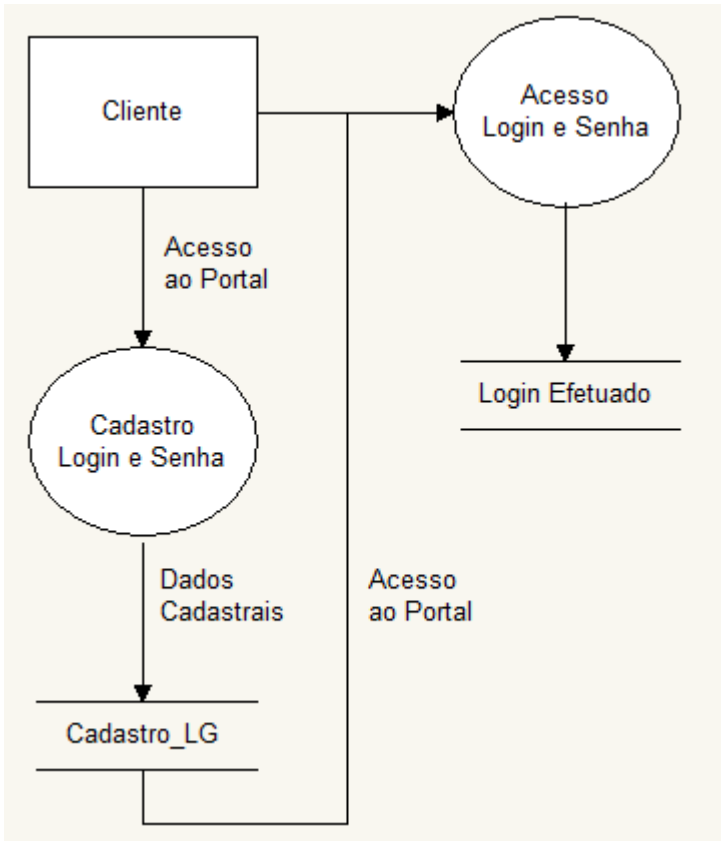 Cliente
Acesso
Login e Senha
Acesso
ao Portal
Login Efetuado
Cadastro
Login e Senha
Dados
Cadastrais
Acesso
ao Portal
Cadastro_LG